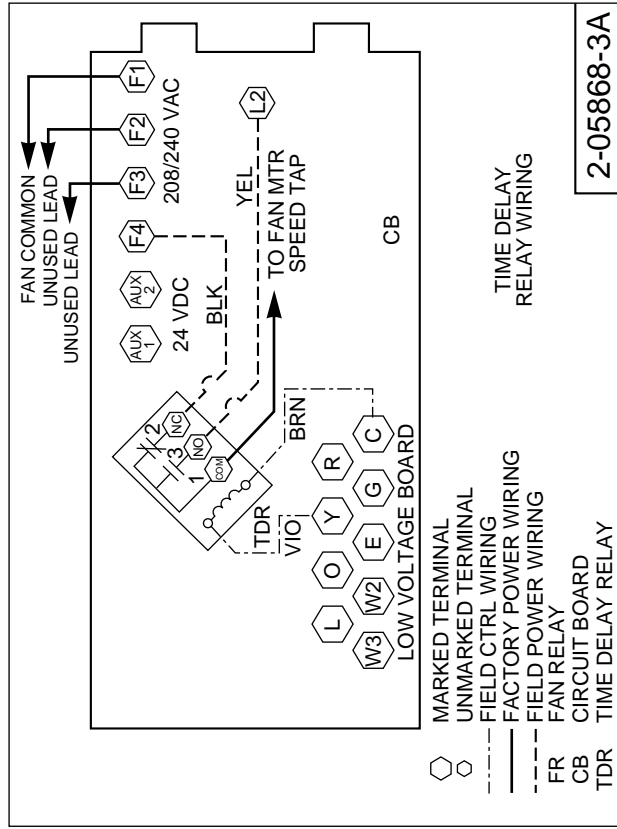 FAN COMMON
UNUSED LEAD
UNUSED LEAD
F1
F2
F3
F4
AUX 2
AUX 1
208/240 VAC
24 VDC
BLK
YEL
L2
TO FAN MTR
SPEED TAP
CB
2
NC
3
NO
1
COM
TDR
VIO
BRN
L
O
Y
R
W3
W2
E
G
C
LOW VOLTAGE BOARD
MARKED TERMINAL
UNMARKED TERMINAL
FIELD CTRL WIRING
FACTORY POWER WIRING
FIELD POWER WIRING
FR FAN RELAY
CB CIRCUIT BOARD
TDR TIME DELAY RELAY
TIME DELAY
RELAY WIRING
2-05868-3A